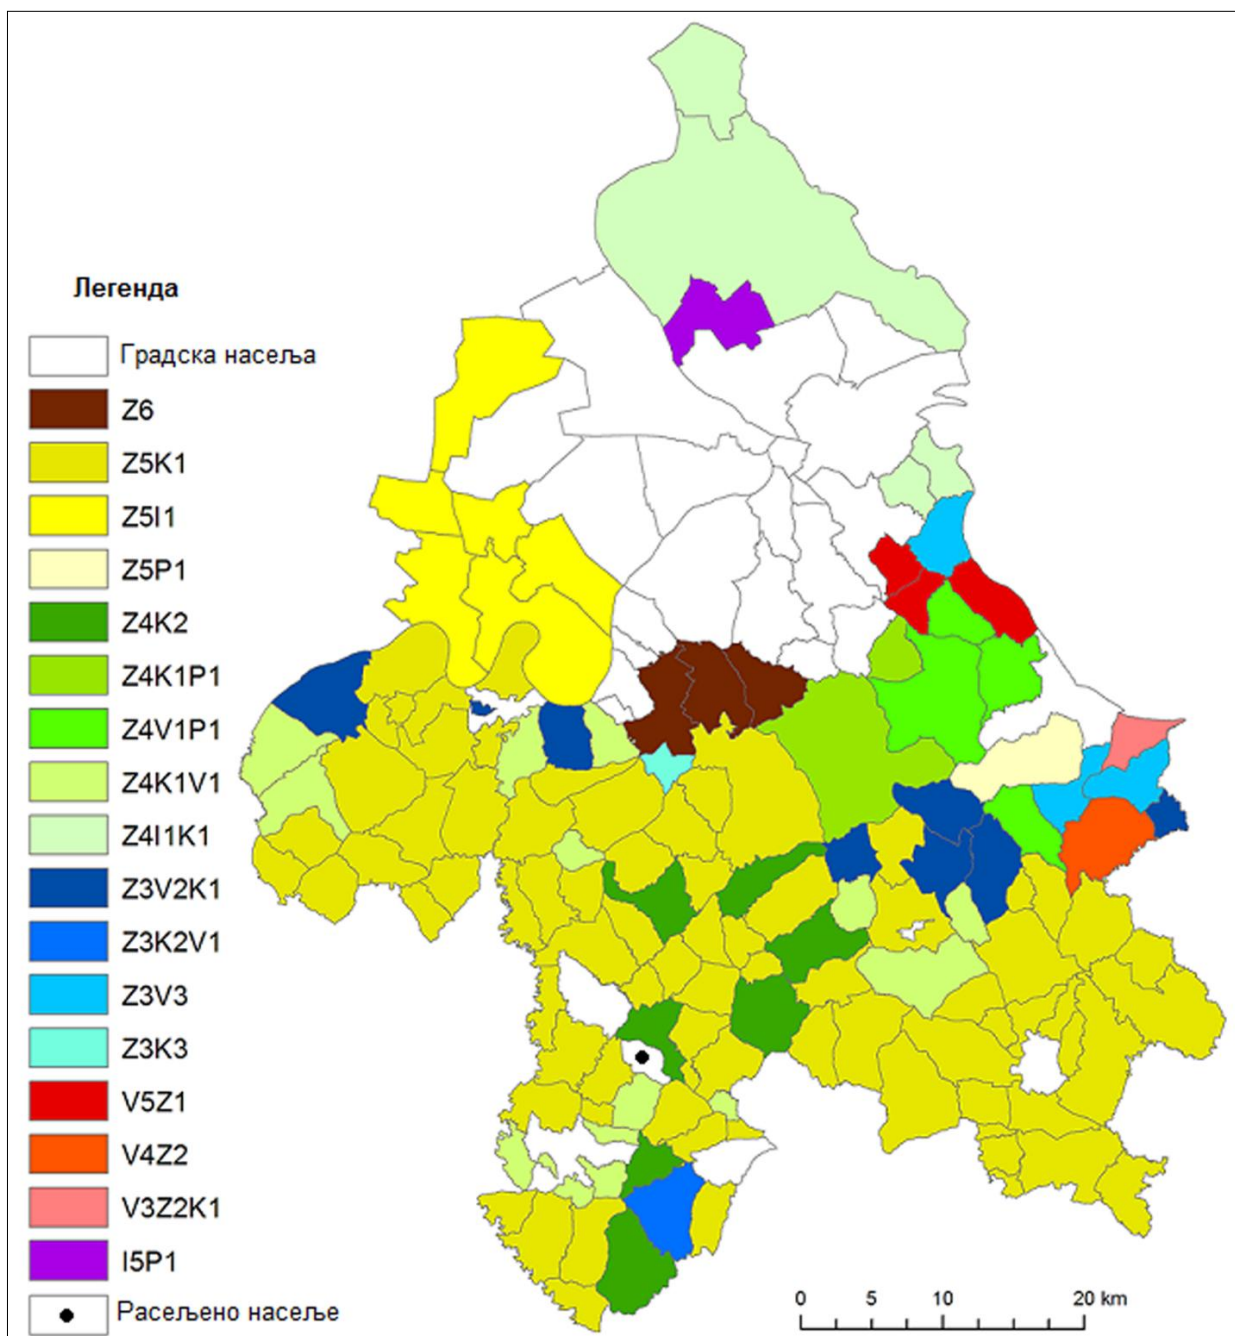 Легенда
Градска насеља
Z6
Z5K1
Z5I1
Z5P1
Z4K2
Z4K1P1
Z4V1P1
Z4K1V1
Z4I1K1
Z3V2K1
Z3K2V1
Z3V3
Z3K3
V5Z1
V4Z2
V3Z2K1
I5P1
Расељено насеље
0 5 10 20 km